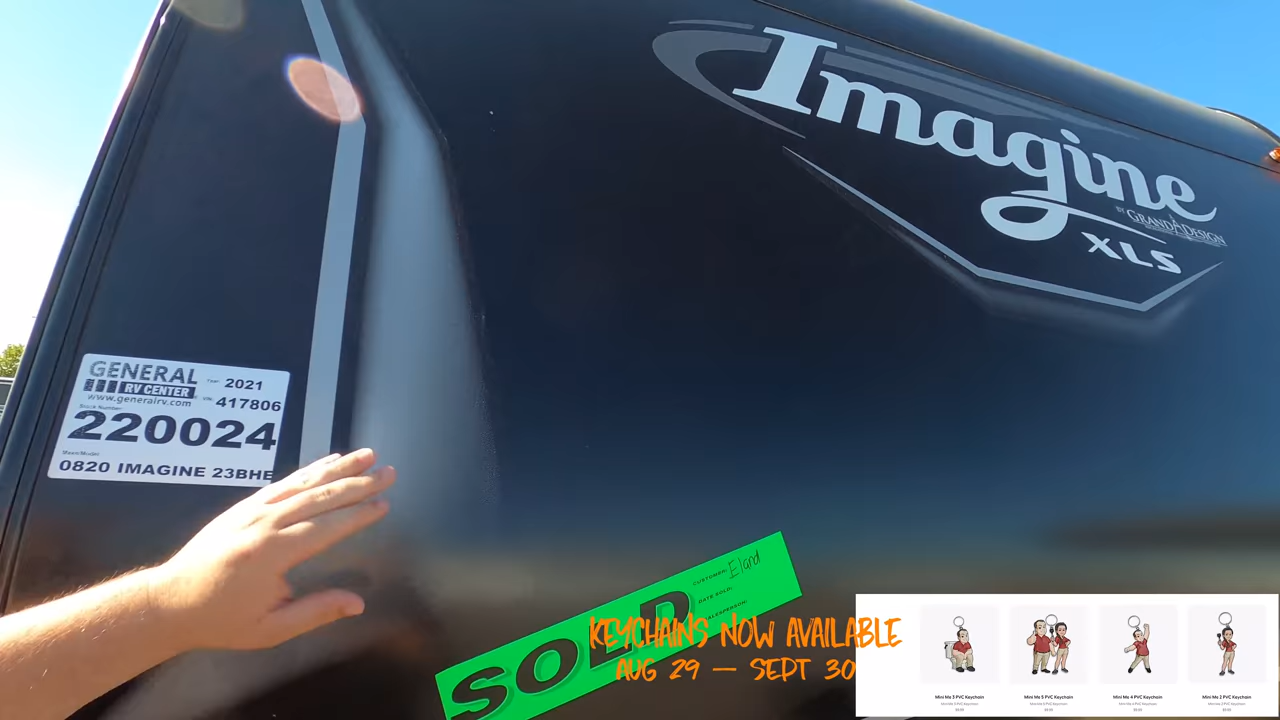 Imagine
BY GRAND DESIGN
XLS
GENERAL
RV CENTER
www.generalrv.com
Year: 2021
VIN: 417806
Stock Number:
220024
Make/Model:
0820 IMAGINE 23BHE
SOLD
CUSTOMER: Eland
DATE SOLD:
SALESPERSON:
KEYCHAINS NOW AVAILABLE
AUG 29 — SEPT 30
Mini Me 3 PVC Keychain
Mini Me 5 PVC Keychain
Mini Me 4 PVC Keychain
Mini Me 2 PVC Keychain